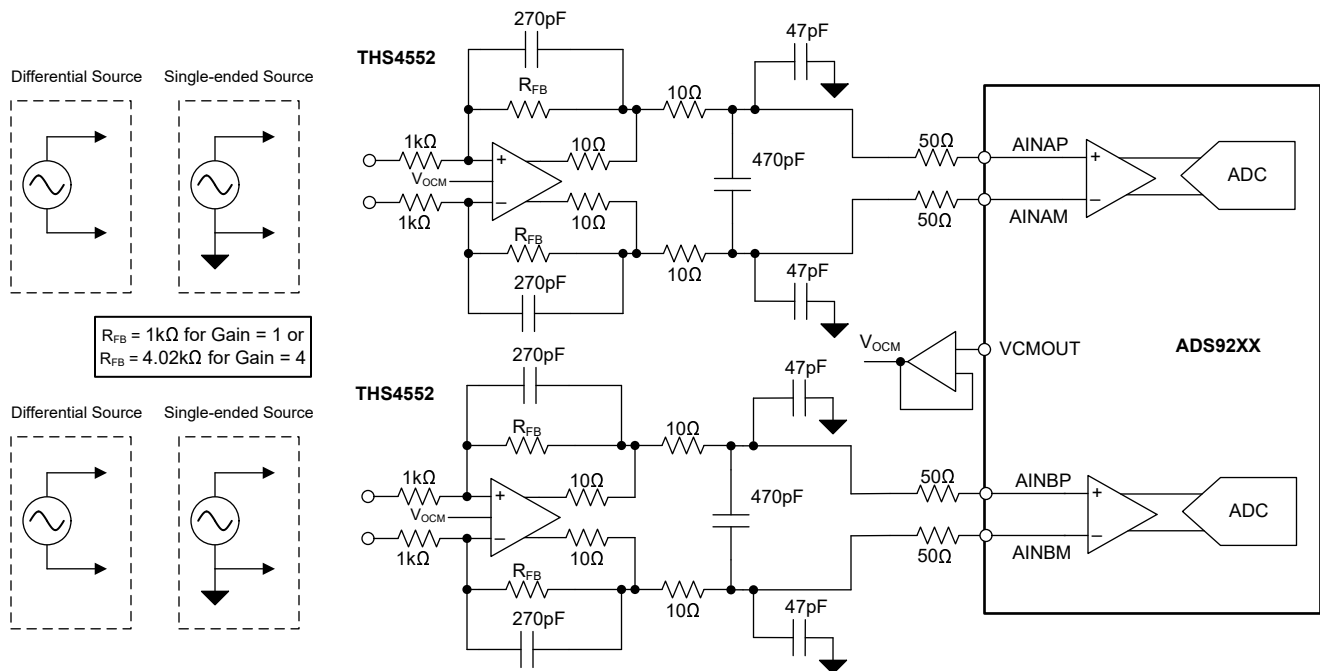 270pF
47pF
THS4552
Differential Source
Single-ended Source
RFB
10Ω
1kΩ
10Ω
50Ω
AINAP
+
+
VOCM
470pF
ADC
−
−
1kΩ
10Ω
50Ω
AINAM
RFB
10Ω
270pF
47pF
RFB = 1kΩ for Gain = 1 or
RFB = 4.02kΩ for Gain = 4
VOCM
VCMOUT
ADS92XX
270pF
47pF
THS4552
Differential Source
Single-ended Source
RFB
10Ω
1kΩ
10Ω
50Ω
AINBP
+
+
VOCM
470pF
ADC
−
−
1kΩ
10Ω
50Ω
AINBM
RFB
10Ω
270pF
47pF